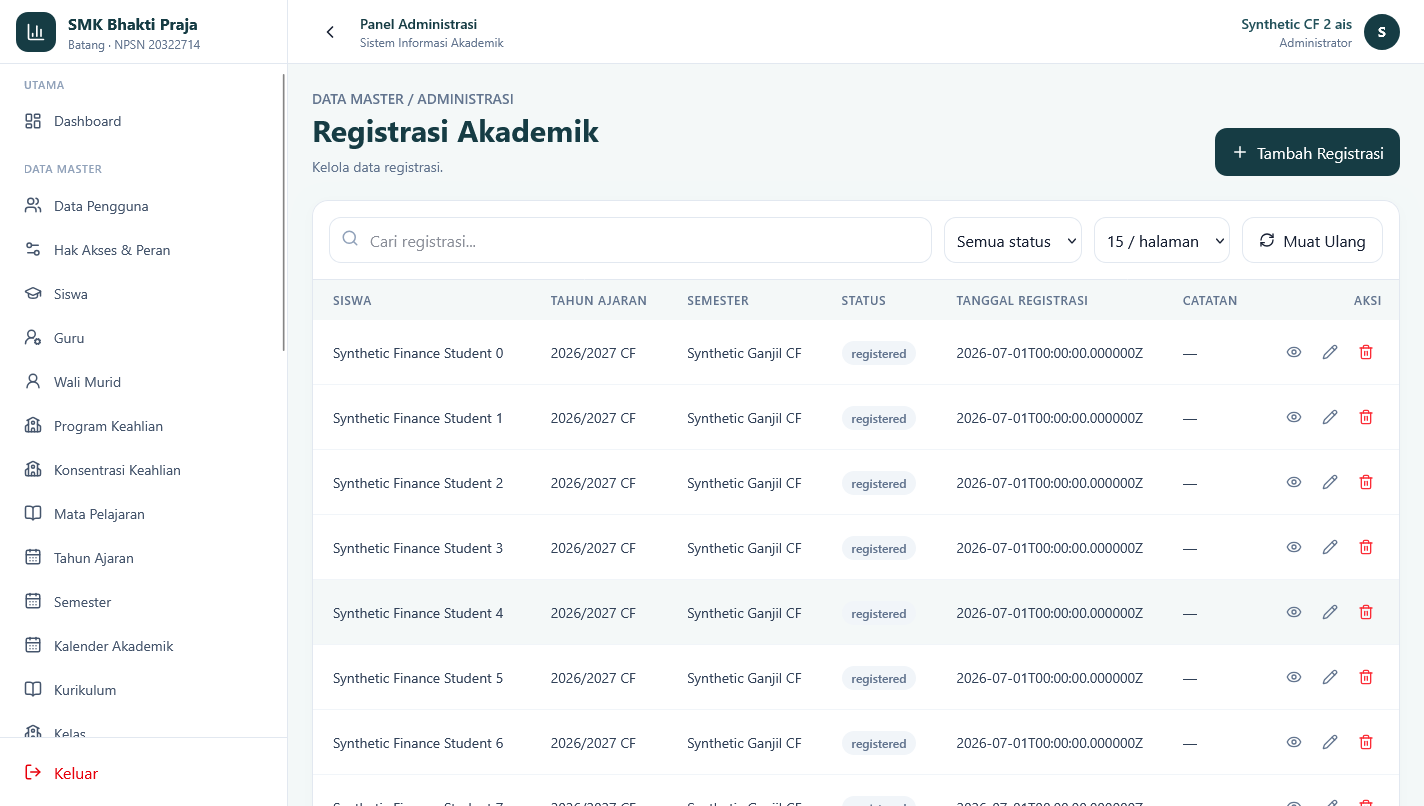 SMK Bhakti Praja
Batang · NPSN 20322714
UTAMA
Dashboard
DATA MASTER
Data Pengguna
Hak Akses & Peran
Siswa
Guru
Wali Murid
Program Keahlian
Konsentrasi Keahlian
Mata Pelajaran
Tahun Ajaran
Semester
Kalender Akademik
Kurikulum
Kelas
Keluar
Panel Administrasi
Sistem Informasi Akademik
Synthetic CF 2 ais
Administrator
S
DATA MASTER / ADMINISTRASI
Registrasi Akademik
Kelola data registrasi.
+ Tambah Registrasi
Cari registrasi... Semua status 15 / halaman Muat Ulang
SISWA TAHUN AJARAN SEMESTER STATUS TANGGAL REGISTRASI CATATAN AKSI
Synthetic Finance Student 0 2026/2027 CF Synthetic Ganjil CF registered 2026-07-01T00:00:00.000000Z —
Synthetic Finance Student 1 2026/2027 CF Synthetic Ganjil CF registered 2026-07-01T00:00:00.000000Z —
Synthetic Finance Student 2 2026/2027 CF Synthetic Ganjil CF registered 2026-07-01T00:00:00.000000Z —
Synthetic Finance Student 3 2026/2027 CF Synthetic Ganjil CF registered 2026-07-01T00:00:00.000000Z —
Synthetic Finance Student 4 2026/2027 CF Synthetic Ganjil CF registered 2026-07-01T00:00:00.000000Z —
Synthetic Finance Student 5 2026/2027 CF Synthetic Ganjil CF registered 2026-07-01T00:00:00.000000Z —
Synthetic Finance Student 6 2026/2027 CF Synthetic Ganjil CF registered 2026-07-01T00:00:00.000000Z —